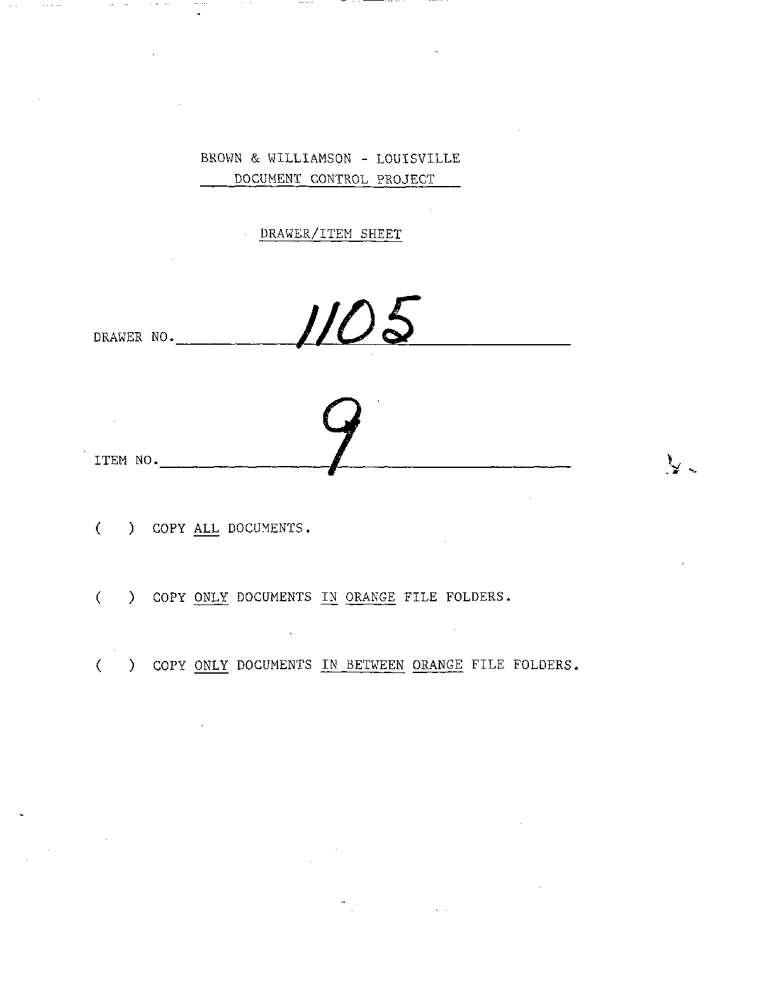 BROWN & WILLIAMSON - LOUISVILLE
DOCUMENT CONTROL PROJECT
DRAWER/ITEM SHEET
DRAWER NO. 1105
ITEM NO. 9
( ) COPY ALL DOCUMENTS.
( ) COPY ONLY DOCUMENTS IN ORANGE FILE FOLDERS.
( ) COPY ONLY DOCUMENTS IN BETWEEN ORANGE FILE FOLDERS.